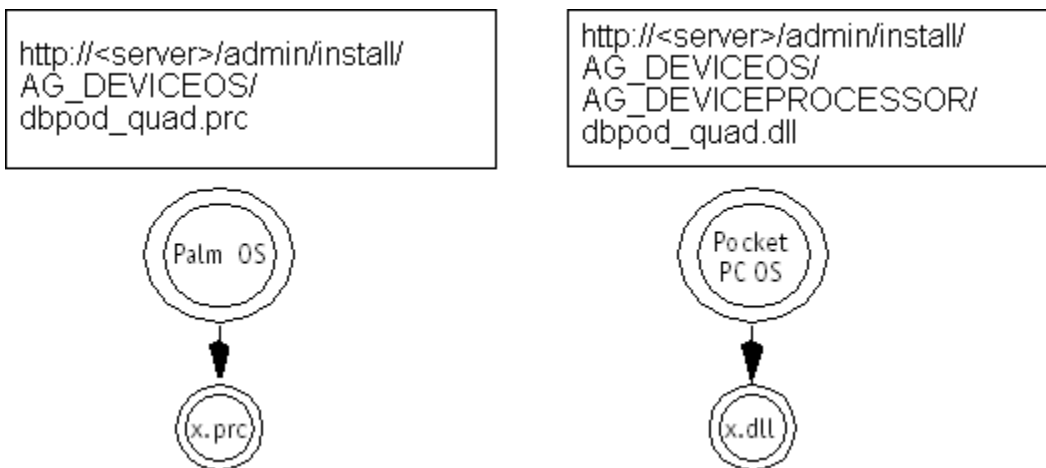 http://<server>/admin/install/
AG_DEVICEOS/
dbpod_quad.prc
http://<server>/admin/install/
AG_DEVICEOS/
AG_DEVICEPROCESSOR/
dbpod_quad.dll
Palm OS
Pocket
PC OS
x.prc
x.dll